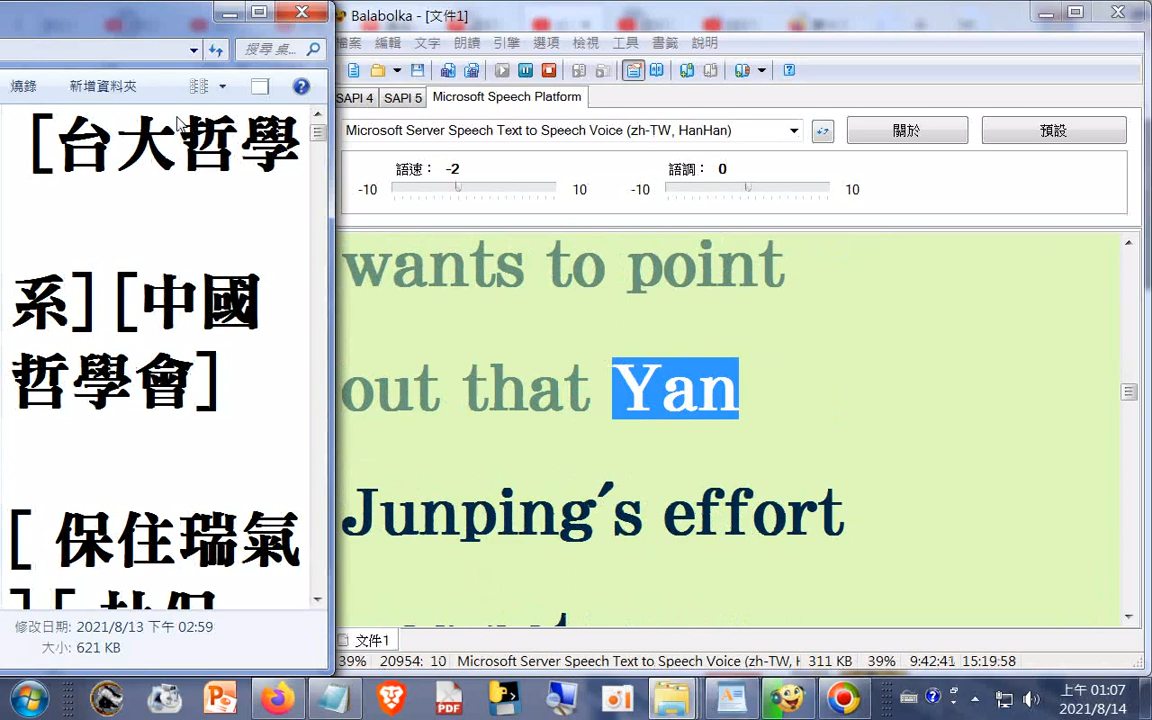 搜尋 桌...
燒錄 新增資料夾
[台大哲學
系][中國
哲學會]
[ 保住瑞氣
修改日期: 2021/8/13 下午 02:59
大小: 621 KB
Balabolka - [文件1]
檔案 編輯 文字 朗讀 引擎 選項 檢視 工具 書籤 說明
SAPI 4 SAPI 5 Microsoft Speech Platform
Microsoft Server Speech Text to Speech Voice (zh-TW, HanHan) 關於 預設
語速： -2 語調： 0
-10 10 -10 10
wants to point
out that Yan
Junping's effort
文件1
39% 20954: 10 Microsoft Server Speech Text to Speech Voice (zh-TW, H 311 KB 39% 9:42:41 15:19.58
PDF
上午 01:07
2021/8/14